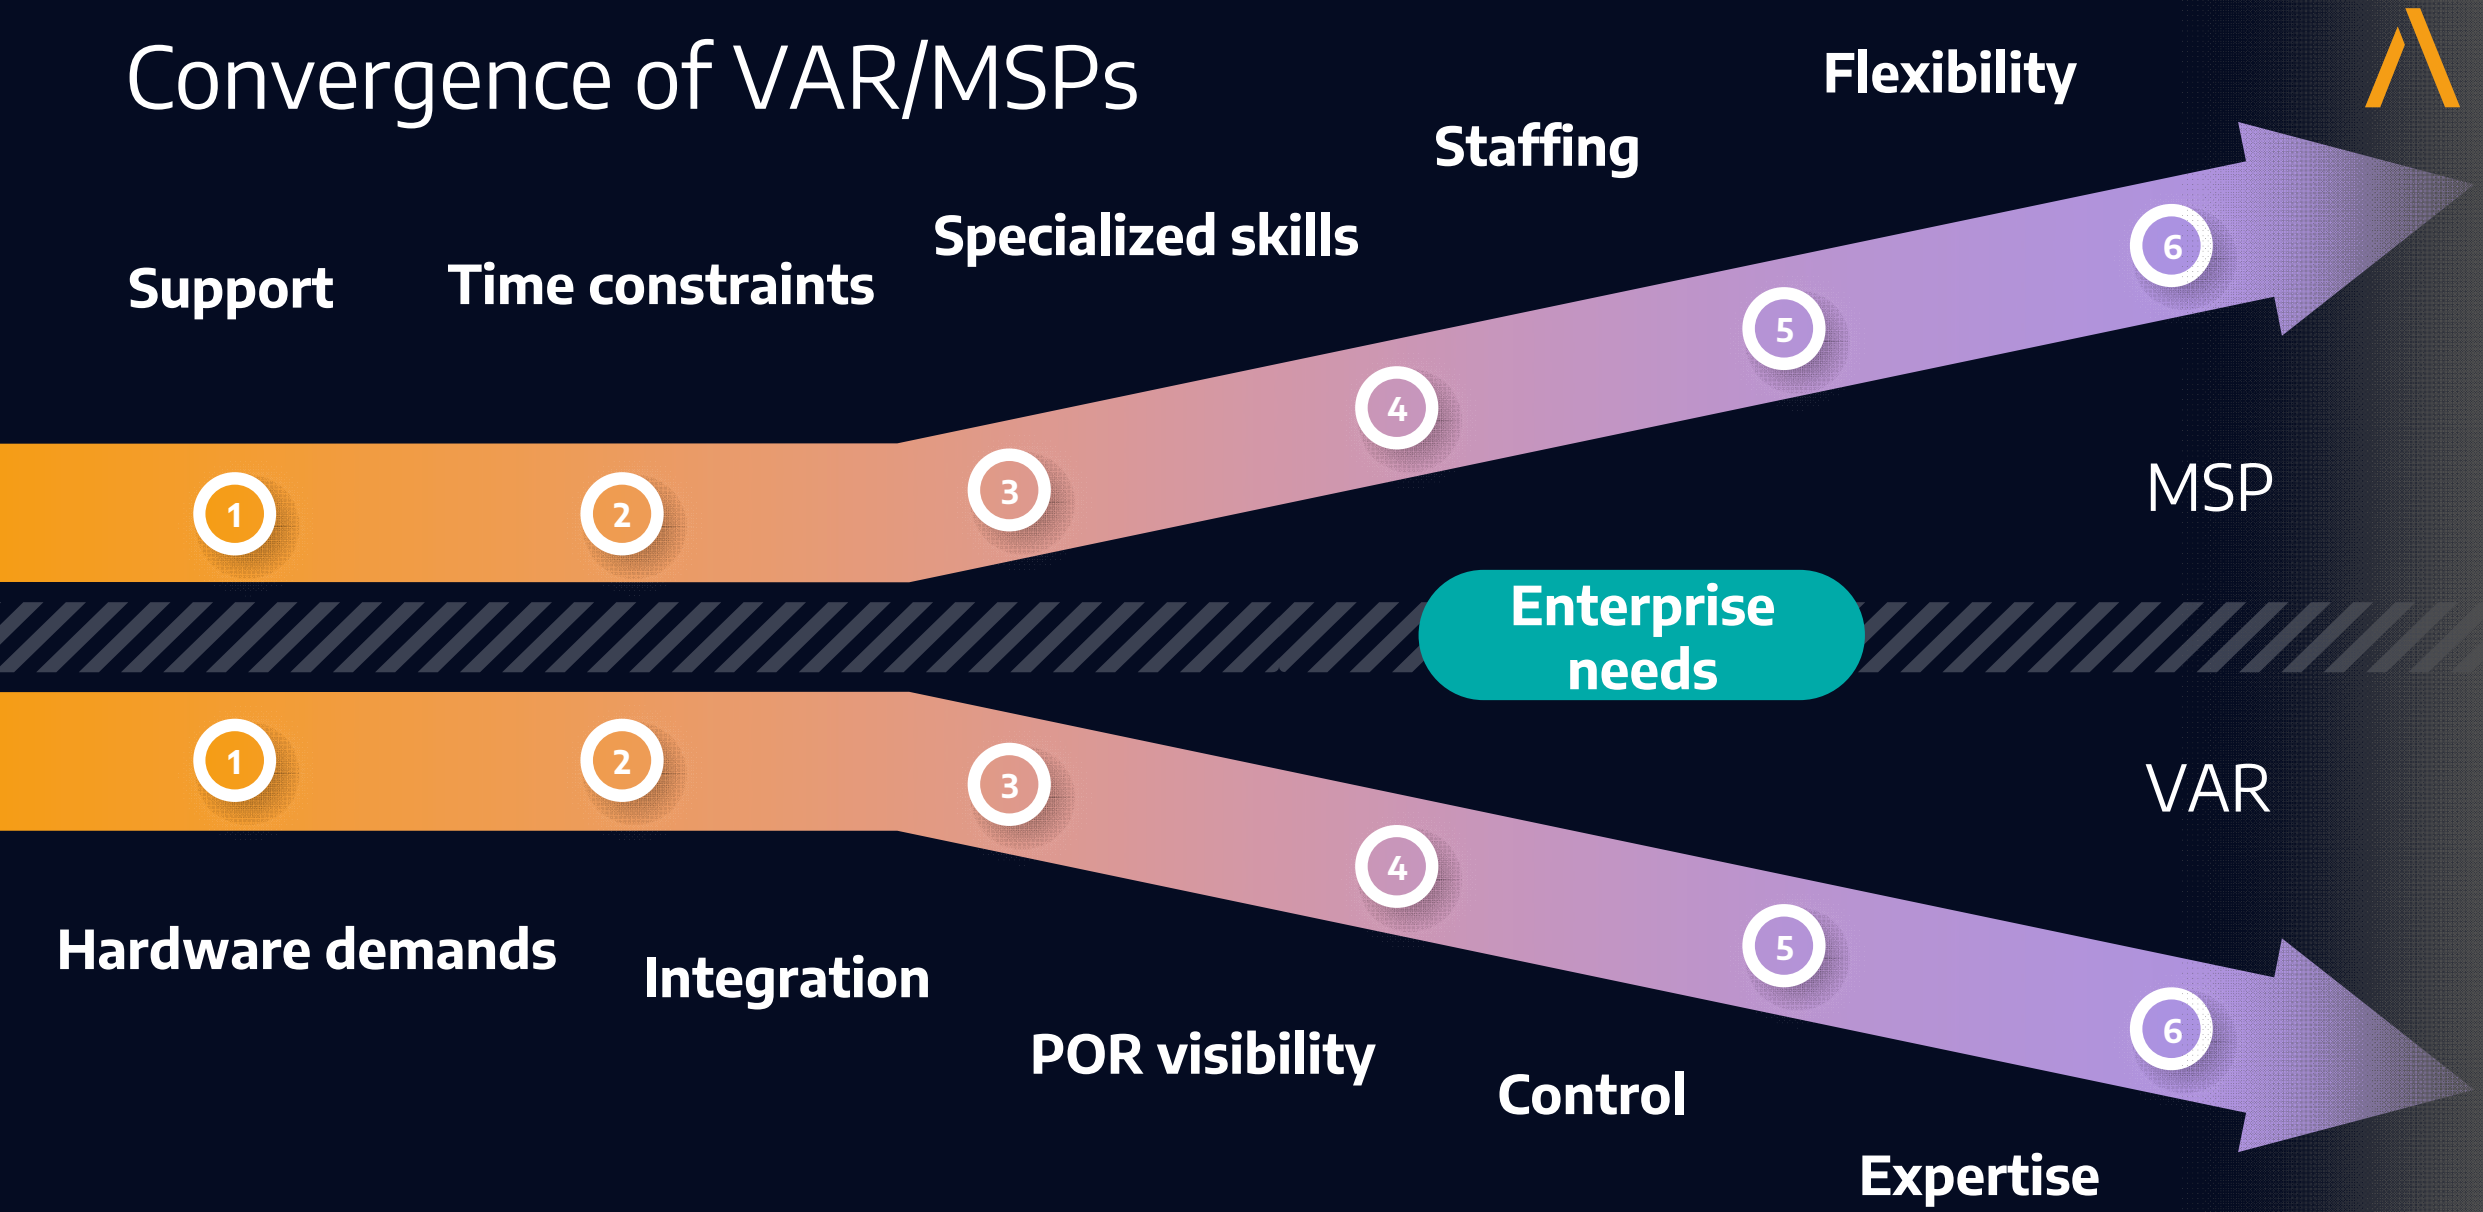 Convergence of VAR/MSPs
Flexibility
Staffing
Specialized skills
Time constraints
Support
1
2
3
4
5
6
MSP
Enterprise
needs
VAR
1
2
3
4
5
6
Hardware demands
Integration
POR visibility
Control
Expertise